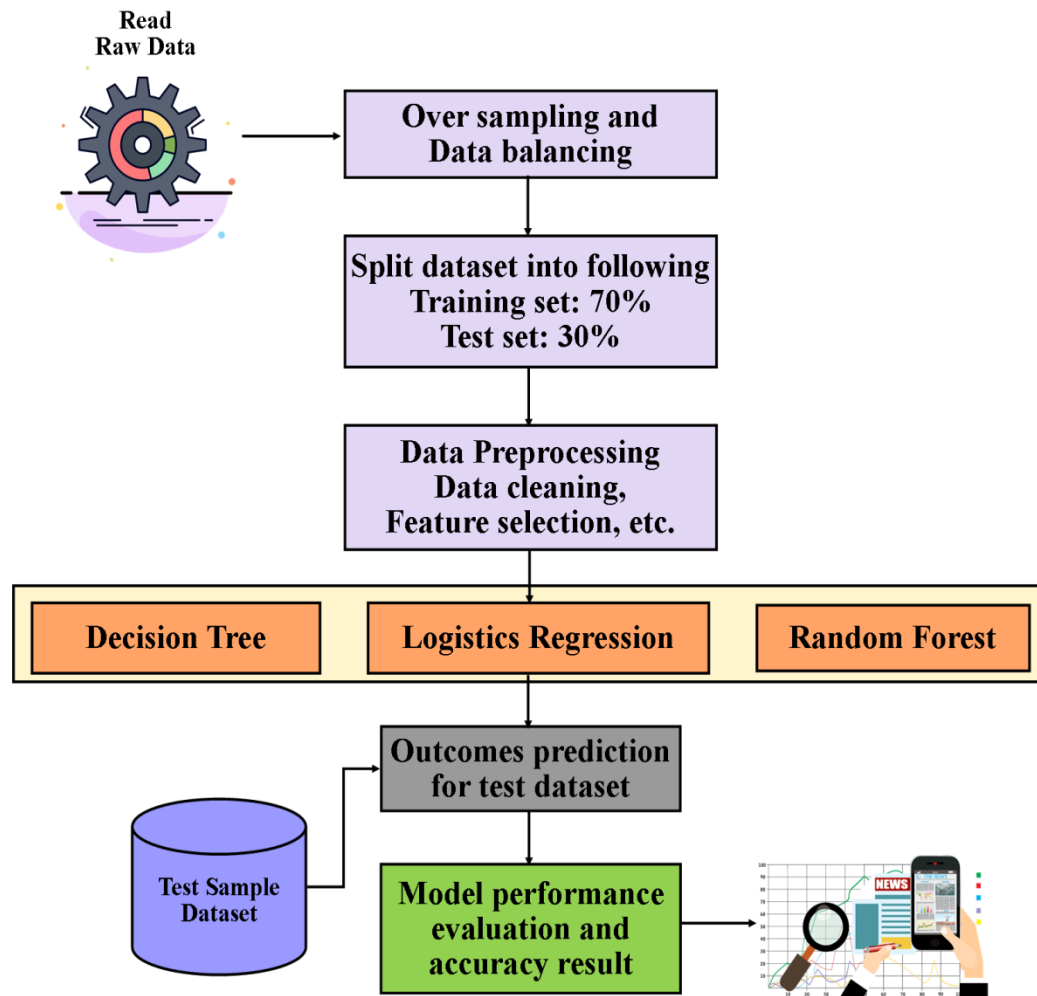 Read
Raw Data
Over sampling and
Data balancing
Split dataset into following
Training set: 70%
Test set: 30%
Data Preprocessing
Data cleaning,
Feature selection, etc.
Decision Tree
Logistics Regression
Random Forest
Outcomes prediction
for test dataset
Test Sample
Dataset
Model performance
evaluation and
accuracy result
NEWS